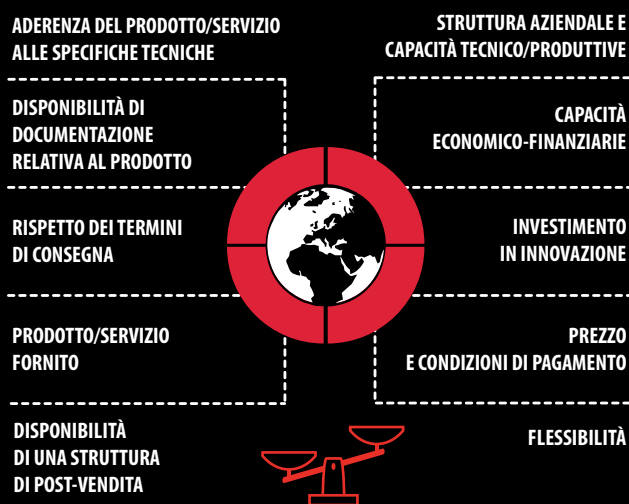 ADERENZA DEL PRODOTTO/SERVIZIO
ALLE SPECIFICHE TECNICHE
DISPONIBILITÀ DI
DOCUMENTAZIONE
RELATIVA AL PRODOTTO
RISPETTO DEI TERMINI
DI CONSEGNA
PRODOTTO/SERVIZIO
FORNITO
DISPONIBILITÀ
DI UNA STRUTTURA
DI POST-VENDITA
STRUTTURA AZIENDALE E
CAPACITÀ TECNICO/PRODUTTIVE
CAPACITÀ
ECONOMICO-FINANZIARIE
INVESTIMENTO
IN INNOVAZIONE
PREZZO
E CONDIZIONI DI PAGAMENTO
FLESSIBILITÀ